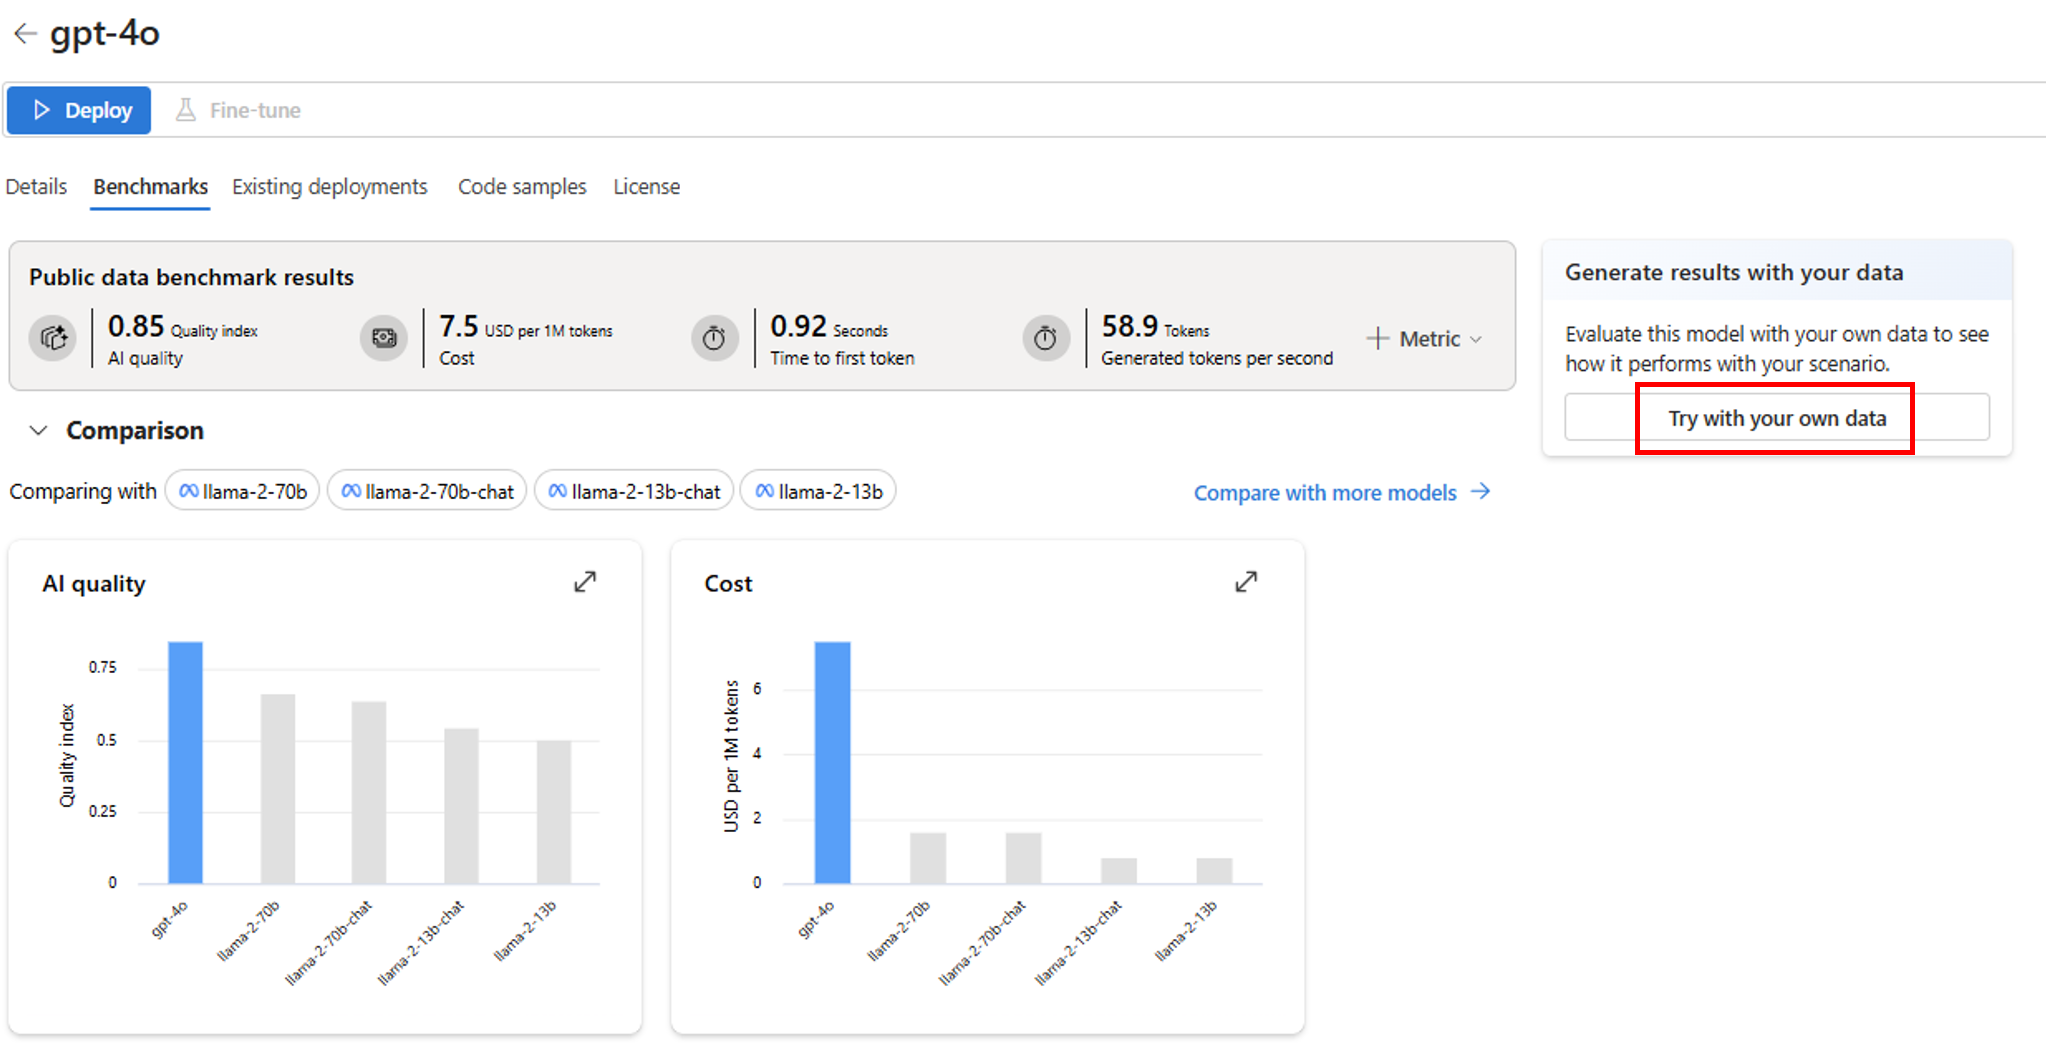 gpt-4o
Deploy Fine-tune
Details Benchmarks Existing deployments Code samples License
Public data benchmark results
0.85 Quality index
AI quality
7.5 USD per 1M tokens
Cost
0.92 Seconds
Time to first token
58.9 Tokens
Generated tokens per second
Metric
Generate results with your data
Evaluate this model with your own data to see
how it performs with your scenario.
Try with your own data
Comparison
Comparing with llama-2-70b llama-2-70b-chat llama-2-13b-chat llama-2-13b
Compare with more models
AI quality
Quality index
0.75
0.5
0.25
0
gpt-4o
llama-2-70b
llama-2-70b-chat
llama-2-13b-chat
llama-2-13b
Cost
USD per 1M tokens
6
4
2
0
gpt-4o
llama-2-70b
llama-2-70b-chat
llama-2-13b-chat
llama-2-13b